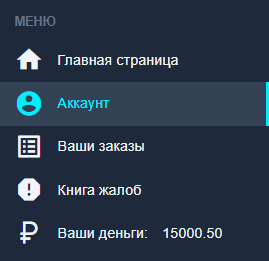 МЕНЮ
Главная страница
Аккаунт
Ваши заказы
Книга жалоб
Ваши деньги: 15000.50